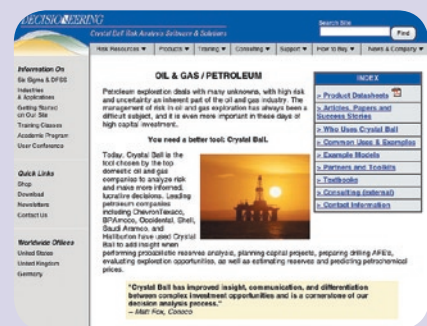 DECISIONEERING
Crystal Ball Risk Analysis Software & Solutions
Search Site
Find
Risk Resources
Products
Training
Consulting
Support
How to Buy
News & Company
Information On
Six Sigma & DFSS
Industries
& Applications
Getting Started
on Our Site
Training Classes
Academic Program
User Conference
Quick Links
Shop
Download
Newsletters
Contact Us
Worldwide Offices
United States
United Kingdom
Germany
OIL & GAS / PETROLEUM
Petroleum exploration deals with many unknowns, with high risk
and uncertainty an inherent part of the oil and gas industry. The
management of risk in oil and gas exploration has always been a
difficult subject, and it is even more important in these days of
high capital investment.
You need a better tool: Crystal Ball.
Today, Crystal Ball is the
tool chosen by the top
domestic oil and gas
companies to analyze risk
and make more informed,
lucrative decisions. Leading
petroleum companies
including ChevronTexaco,
BPAmoco, Occidental, Shell,
Saudi Aramco, and
Halliburton have used Crystal
Ball to add insight when
performing probabilistic reserves analysis, planning capital projects, preparing drilling AFE's,
evaluating exploration opportunities, as well as estimating reserves and predicting petrochemical
prices.
"Crystal Ball has improved insight, communication, and differentiation
between complex investment opportunities and is a cornerstone of our
decision analysis process."
– Matt Fox, Conoco
INDEX
» Product Datasheets
» Articles, Papers and
Success Stories
» Who Uses Crystal Ball
» Common Uses & Examples
» Example Models
» Partners and Toolkits
» Textbooks
» Consulting (external)
» Contact Information